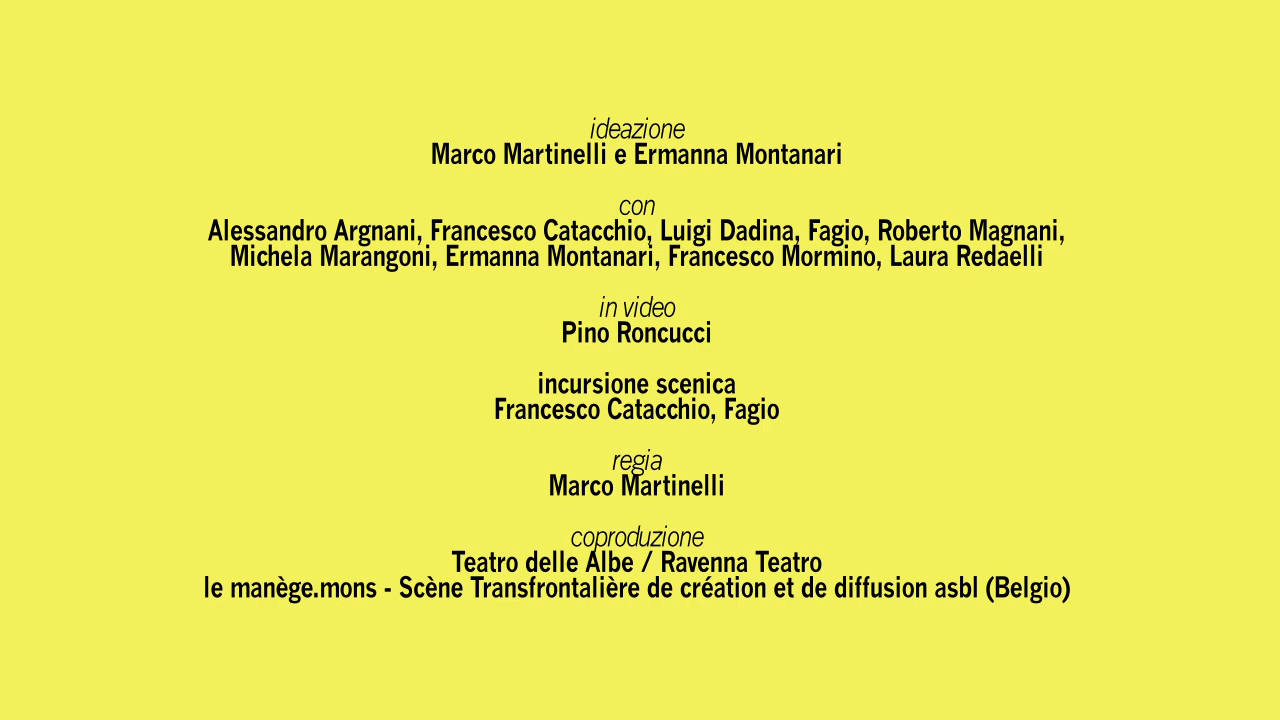 ideazione
Marco Martinelli e Ermanna Montanari
con
Alessandro Argnani, Francesco Catacchio, Luigi Dadina, Fagio, Roberto Magnani,
Michela Marangoni, Ermanna Montanari, Francesco Mormino, Laura Redaelli
in video
Pino Roncucci
incursione scenica
Francesco Catacchio, Fagio
regia
Marco Martinelli
coproduzione
Teatro delle Albe / Ravenna Teatro
le manège.mons - Scène Transfrontalière de création et de diffusion asbl (Belgio)